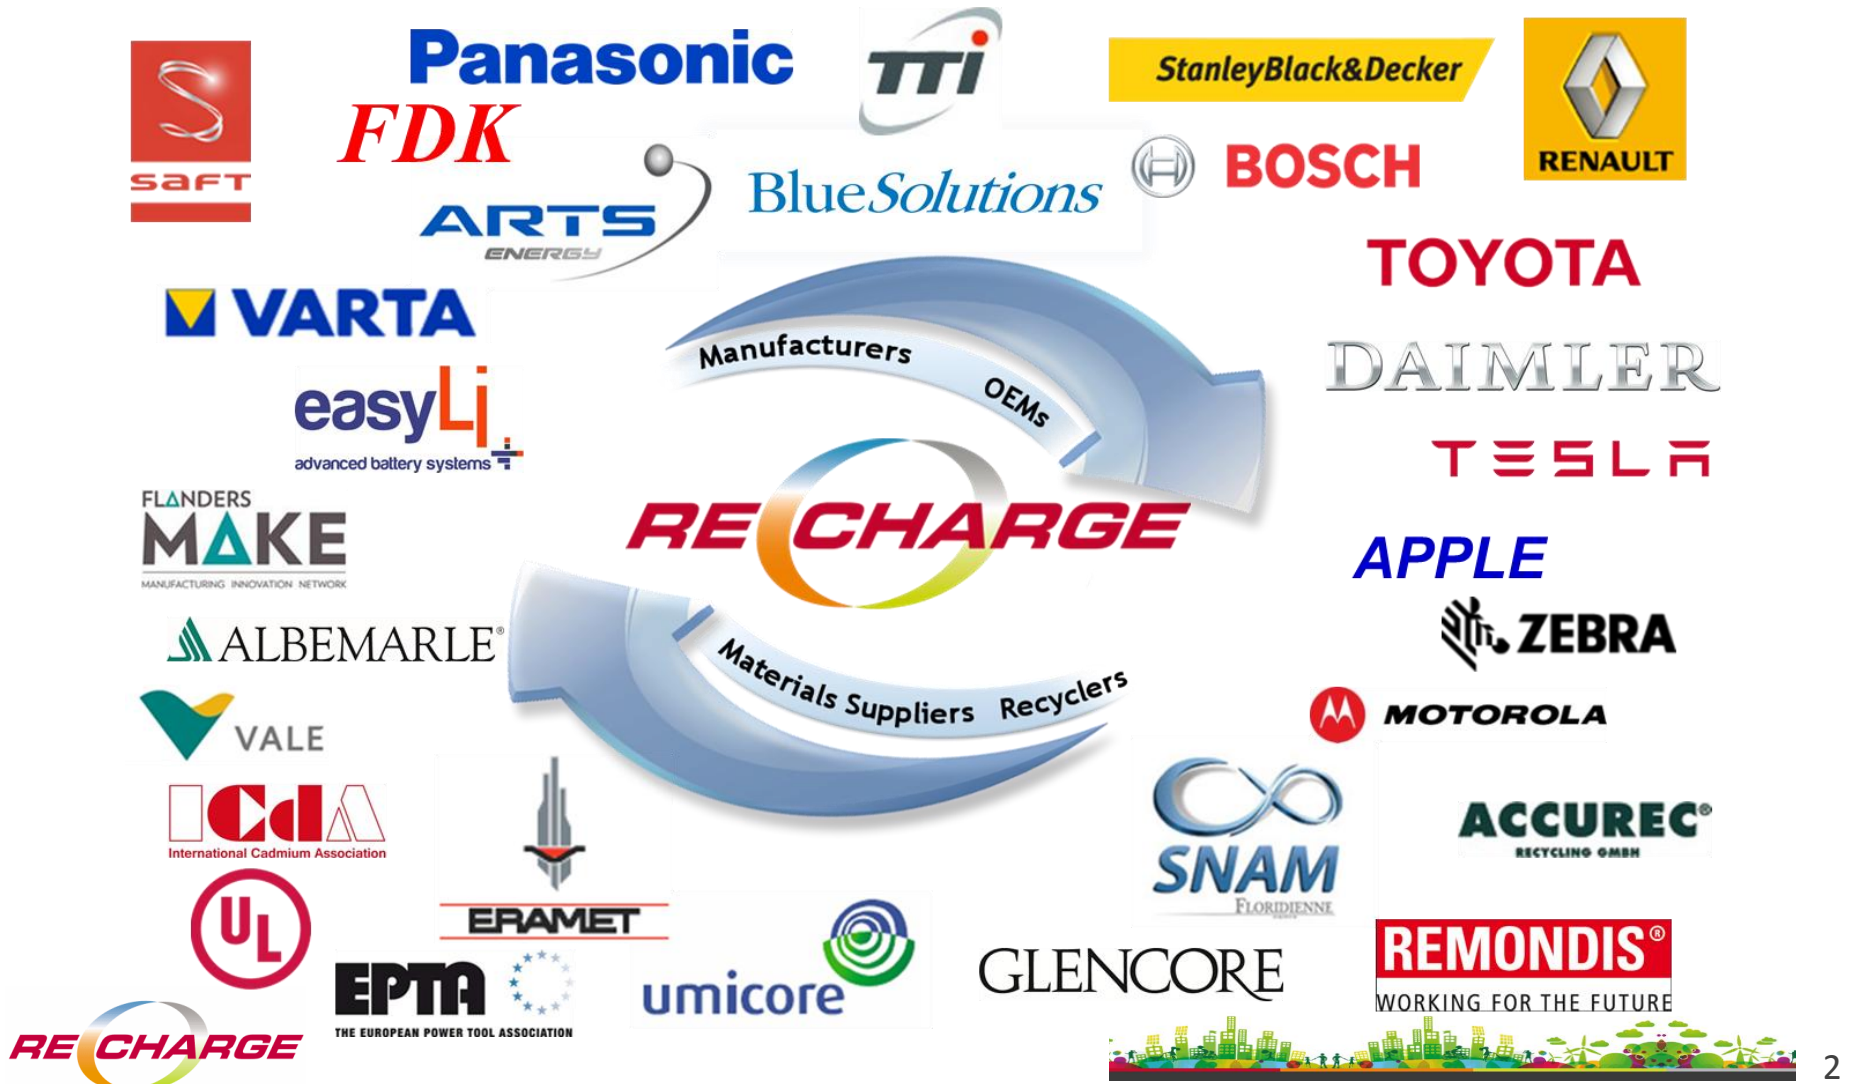 saft
Panasonic
FDK
TTi
StanleyBlack&Decker
RENAULT
BOSCH
ARTS
ENERGY
BlueSolutions
TOYOTA
VARTA
DAIMLER
Manufacturers
OEMs
easyLi
advanced battery systems
TESLA
FLANDERS
MAKE
MANUFACTURING INNOVATION NETWORK
RECHARGE
APPLE
ZEBRA
ALBEMARLE®
Materials Suppliers Recyclers
VALE
MOTOROLA
ICdA
International Cadmium Association
SNAM
FLORIDIENNE
ACCUREC®
RECYCLING GMBH
UL
ERAMET
EPTA
THE EUROPEAN POWER TOOL ASSOCIATION
umicore
GLENCORE
REMONDIS®
WORKING FOR THE FUTURE
RECHARGE
2